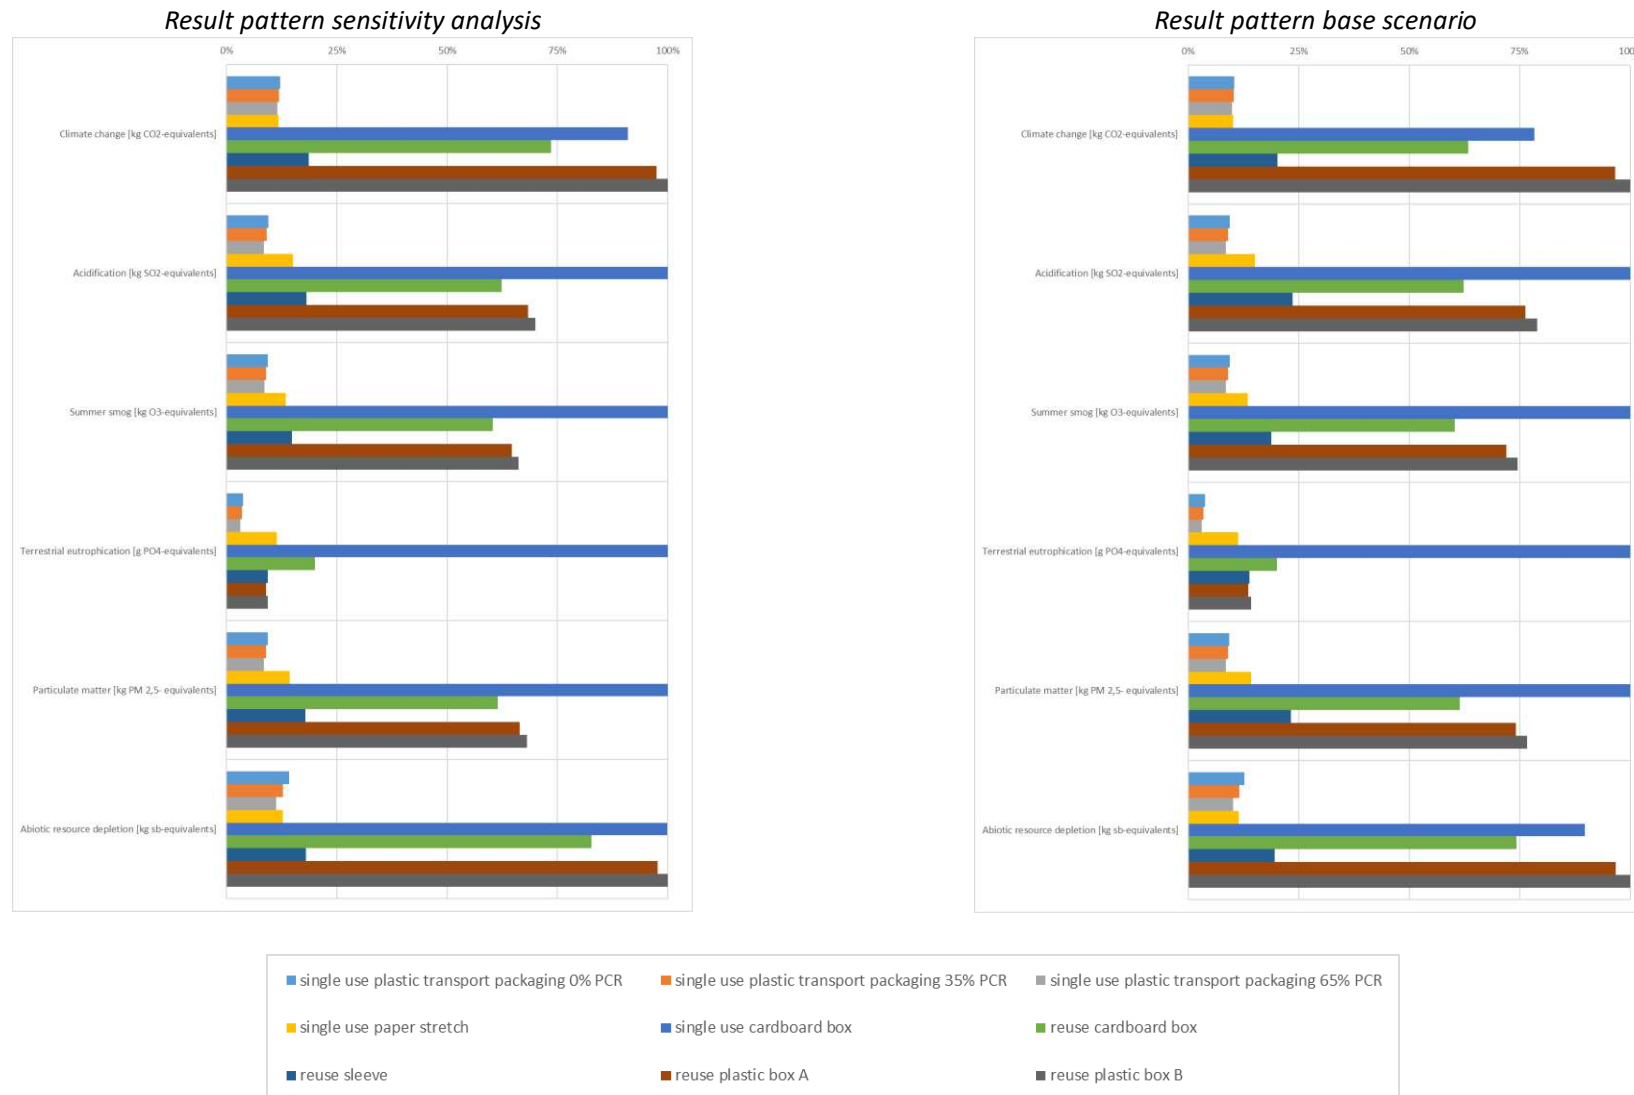 Result pattern sensitivity analysis
0% 25% 50% 75% 100%
Climate change [kg CO2-equivalents]
Acidification [kg SO2-equivalents]
Summer smog [kg O3-equivalents]
Terrestrial eutrophication [g PO4-equivalents]
Particulate matter [kg PM 2,5- equivalents]
Abiotic resource depletion [kg sb-equivalents]
Result pattern base scenario
0% 25% 50% 75% 100
Climate change [kg CO2-equivalents]
Acidification [kg SO2-equivalents]
Summer smog [kg O3-equivalents]
Terrestrial eutrophication [g PO4-equivalents]
Particulate matter [kg PM 2,5- equivalents]
Abiotic resource depletion [kg sb-equivalents]
single use plastic transport packaging 0% PCR single use plastic transport packaging 35% PCR single use plastic transport packaging 65% PCR
single use paper stretch single use cardboard box reuse cardboard box
reuse sleeve reuse plastic box A reuse plastic box B